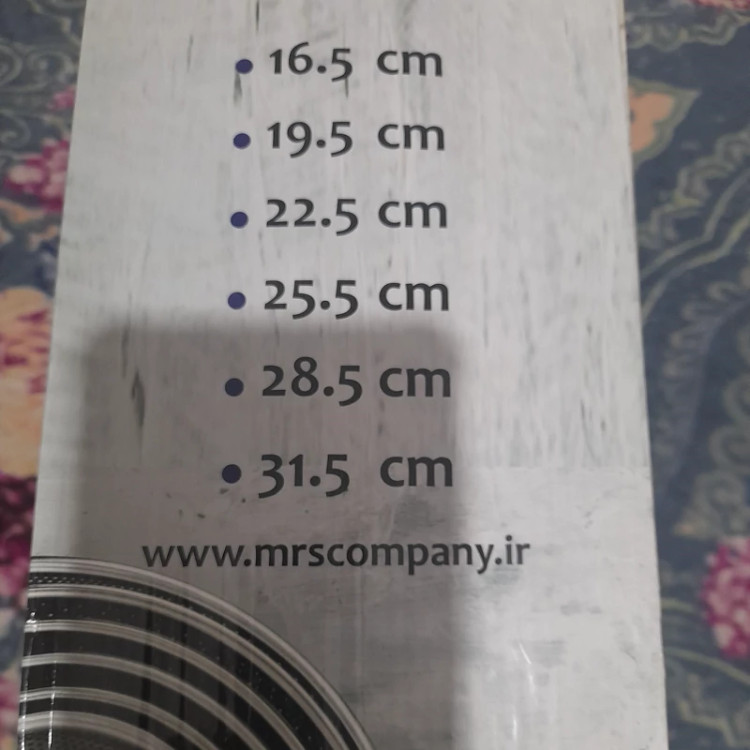 • 16.5 cm
• 19.5 cm
• 22.5 cm
• 25.5 cm
• 28.5 cm
• 31.5 cm
www.mrscompany.ir